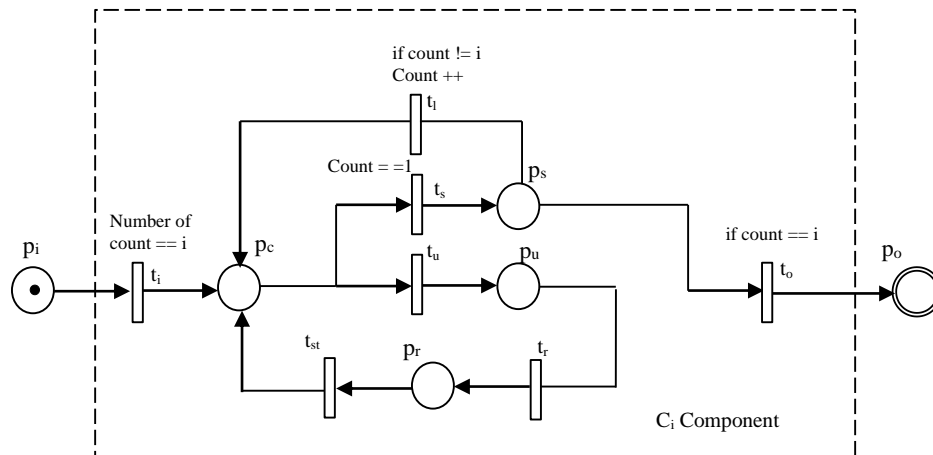 if count != i
Count ++
t_l
Count = =1
t_s
p_s
Number of
count == i
p_i
t_i
p_c
t_u
p_u
if count == i
t_o
p_o
t_st
p_r
t_r
C_i Component